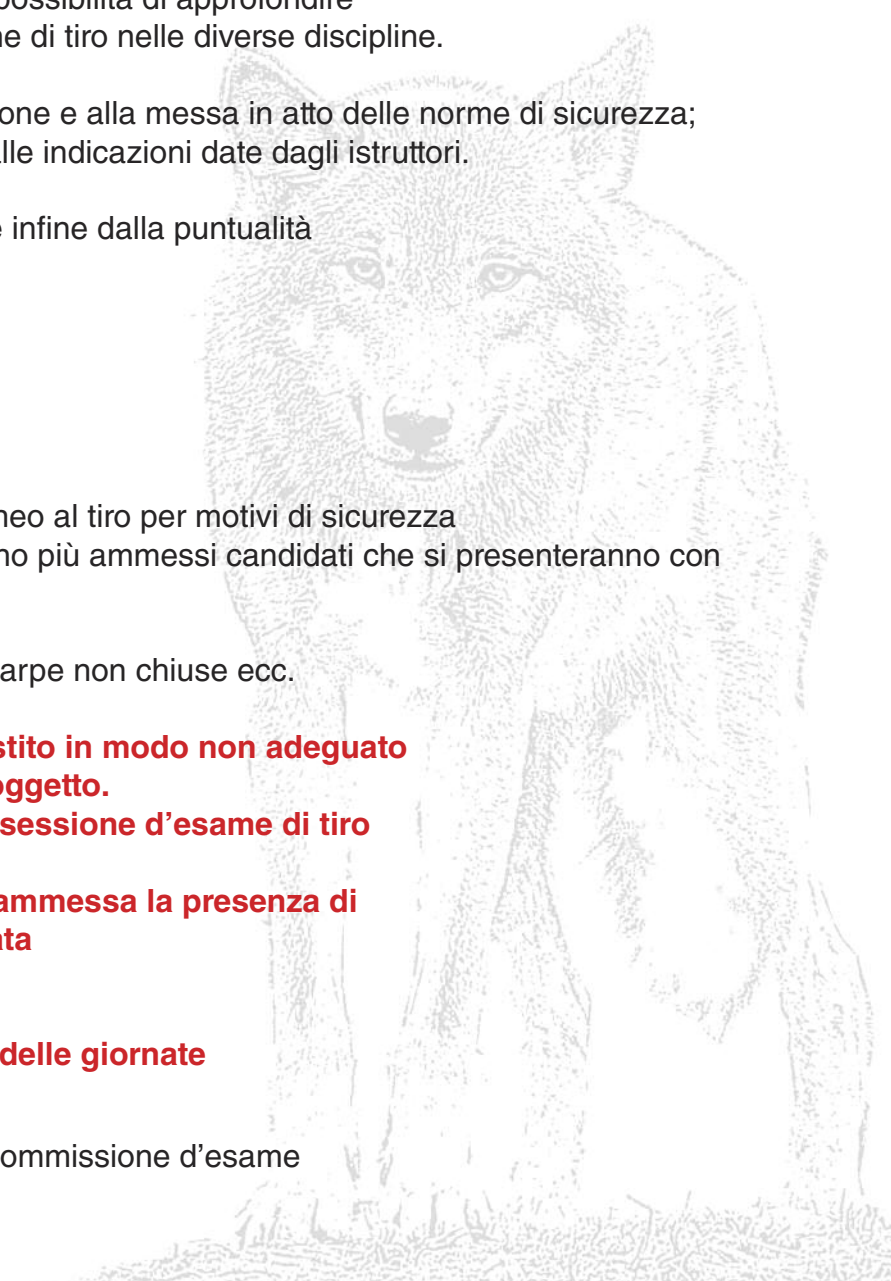 possibilità di approfondire
ne di tiro nelle diverse discipline.
one e alla messa in atto delle norme di sicurezza;
alle indicazioni date dagli istruttori.
e infine dalla puntualità
neo al tiro per motivi di sicurezza
no più ammessi candidati che si presenteranno con
arpe non chiuse ecc.
stito in modo non adeguato
oggetto.
sessione d’esame di tiro
ammessa la presenza di
ata
delle giornate
ommissione d’esame